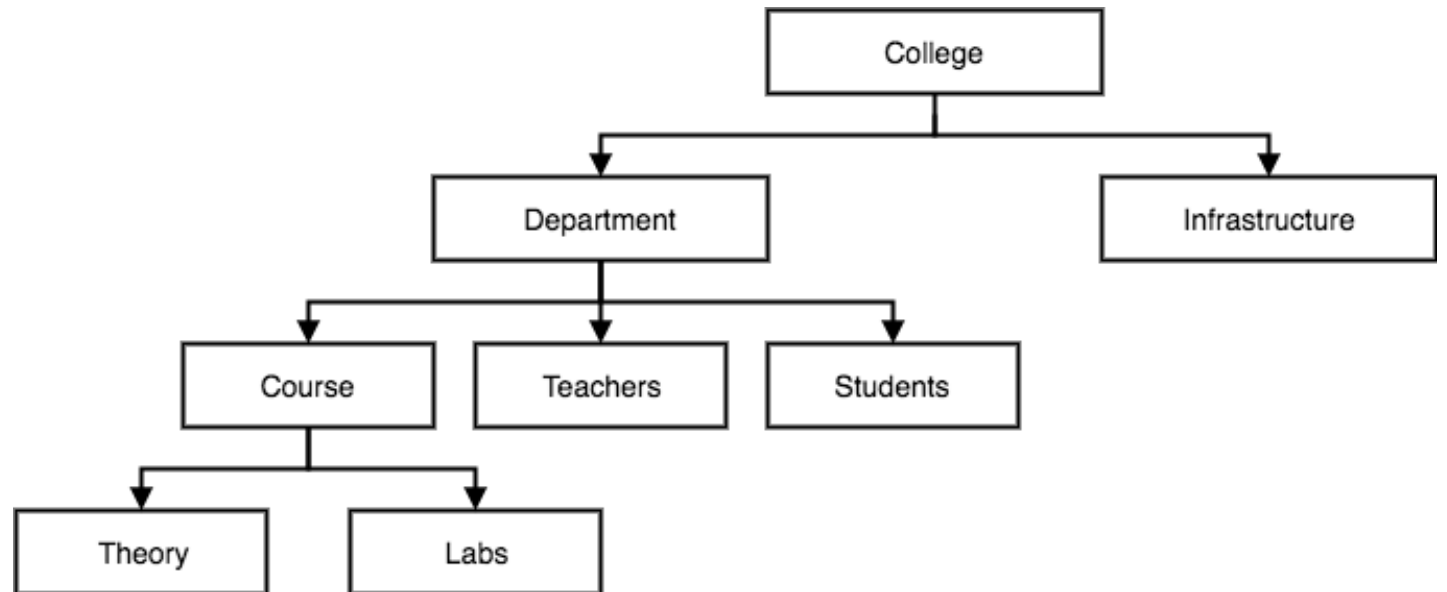 College
Department
Infrastructure
Course
Teachers
Students
Theory
Labs